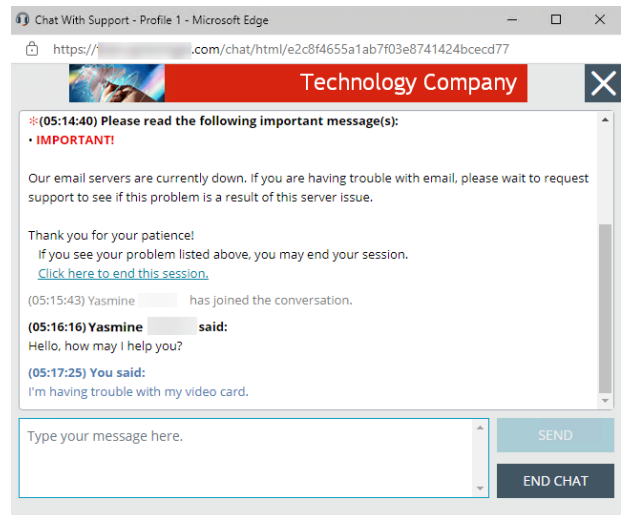 Chat With Support - Profile 1 - Microsoft Edge
https:// .com/chat/html/e2c8f4655a1ab7f03e8741424bcecd77
Technology Company
*(05:14:40) Please read the following important message(s):
• IMPORTANT!
Our email servers are currently down. If you are having trouble with email, please wait to request
support to see if this problem is a result of this server issue.
Thank you for your patience!
If you see your problem listed above, you may end your session.
Click here to end this session.
(05:15:43) Yasmine has joined the conversation.
(05:16:16) Yasmine said:
Hello, how may I help you?
(05:17:25) You said:
I'm having trouble with my video card.
Type your message here.
SEND
END CHAT